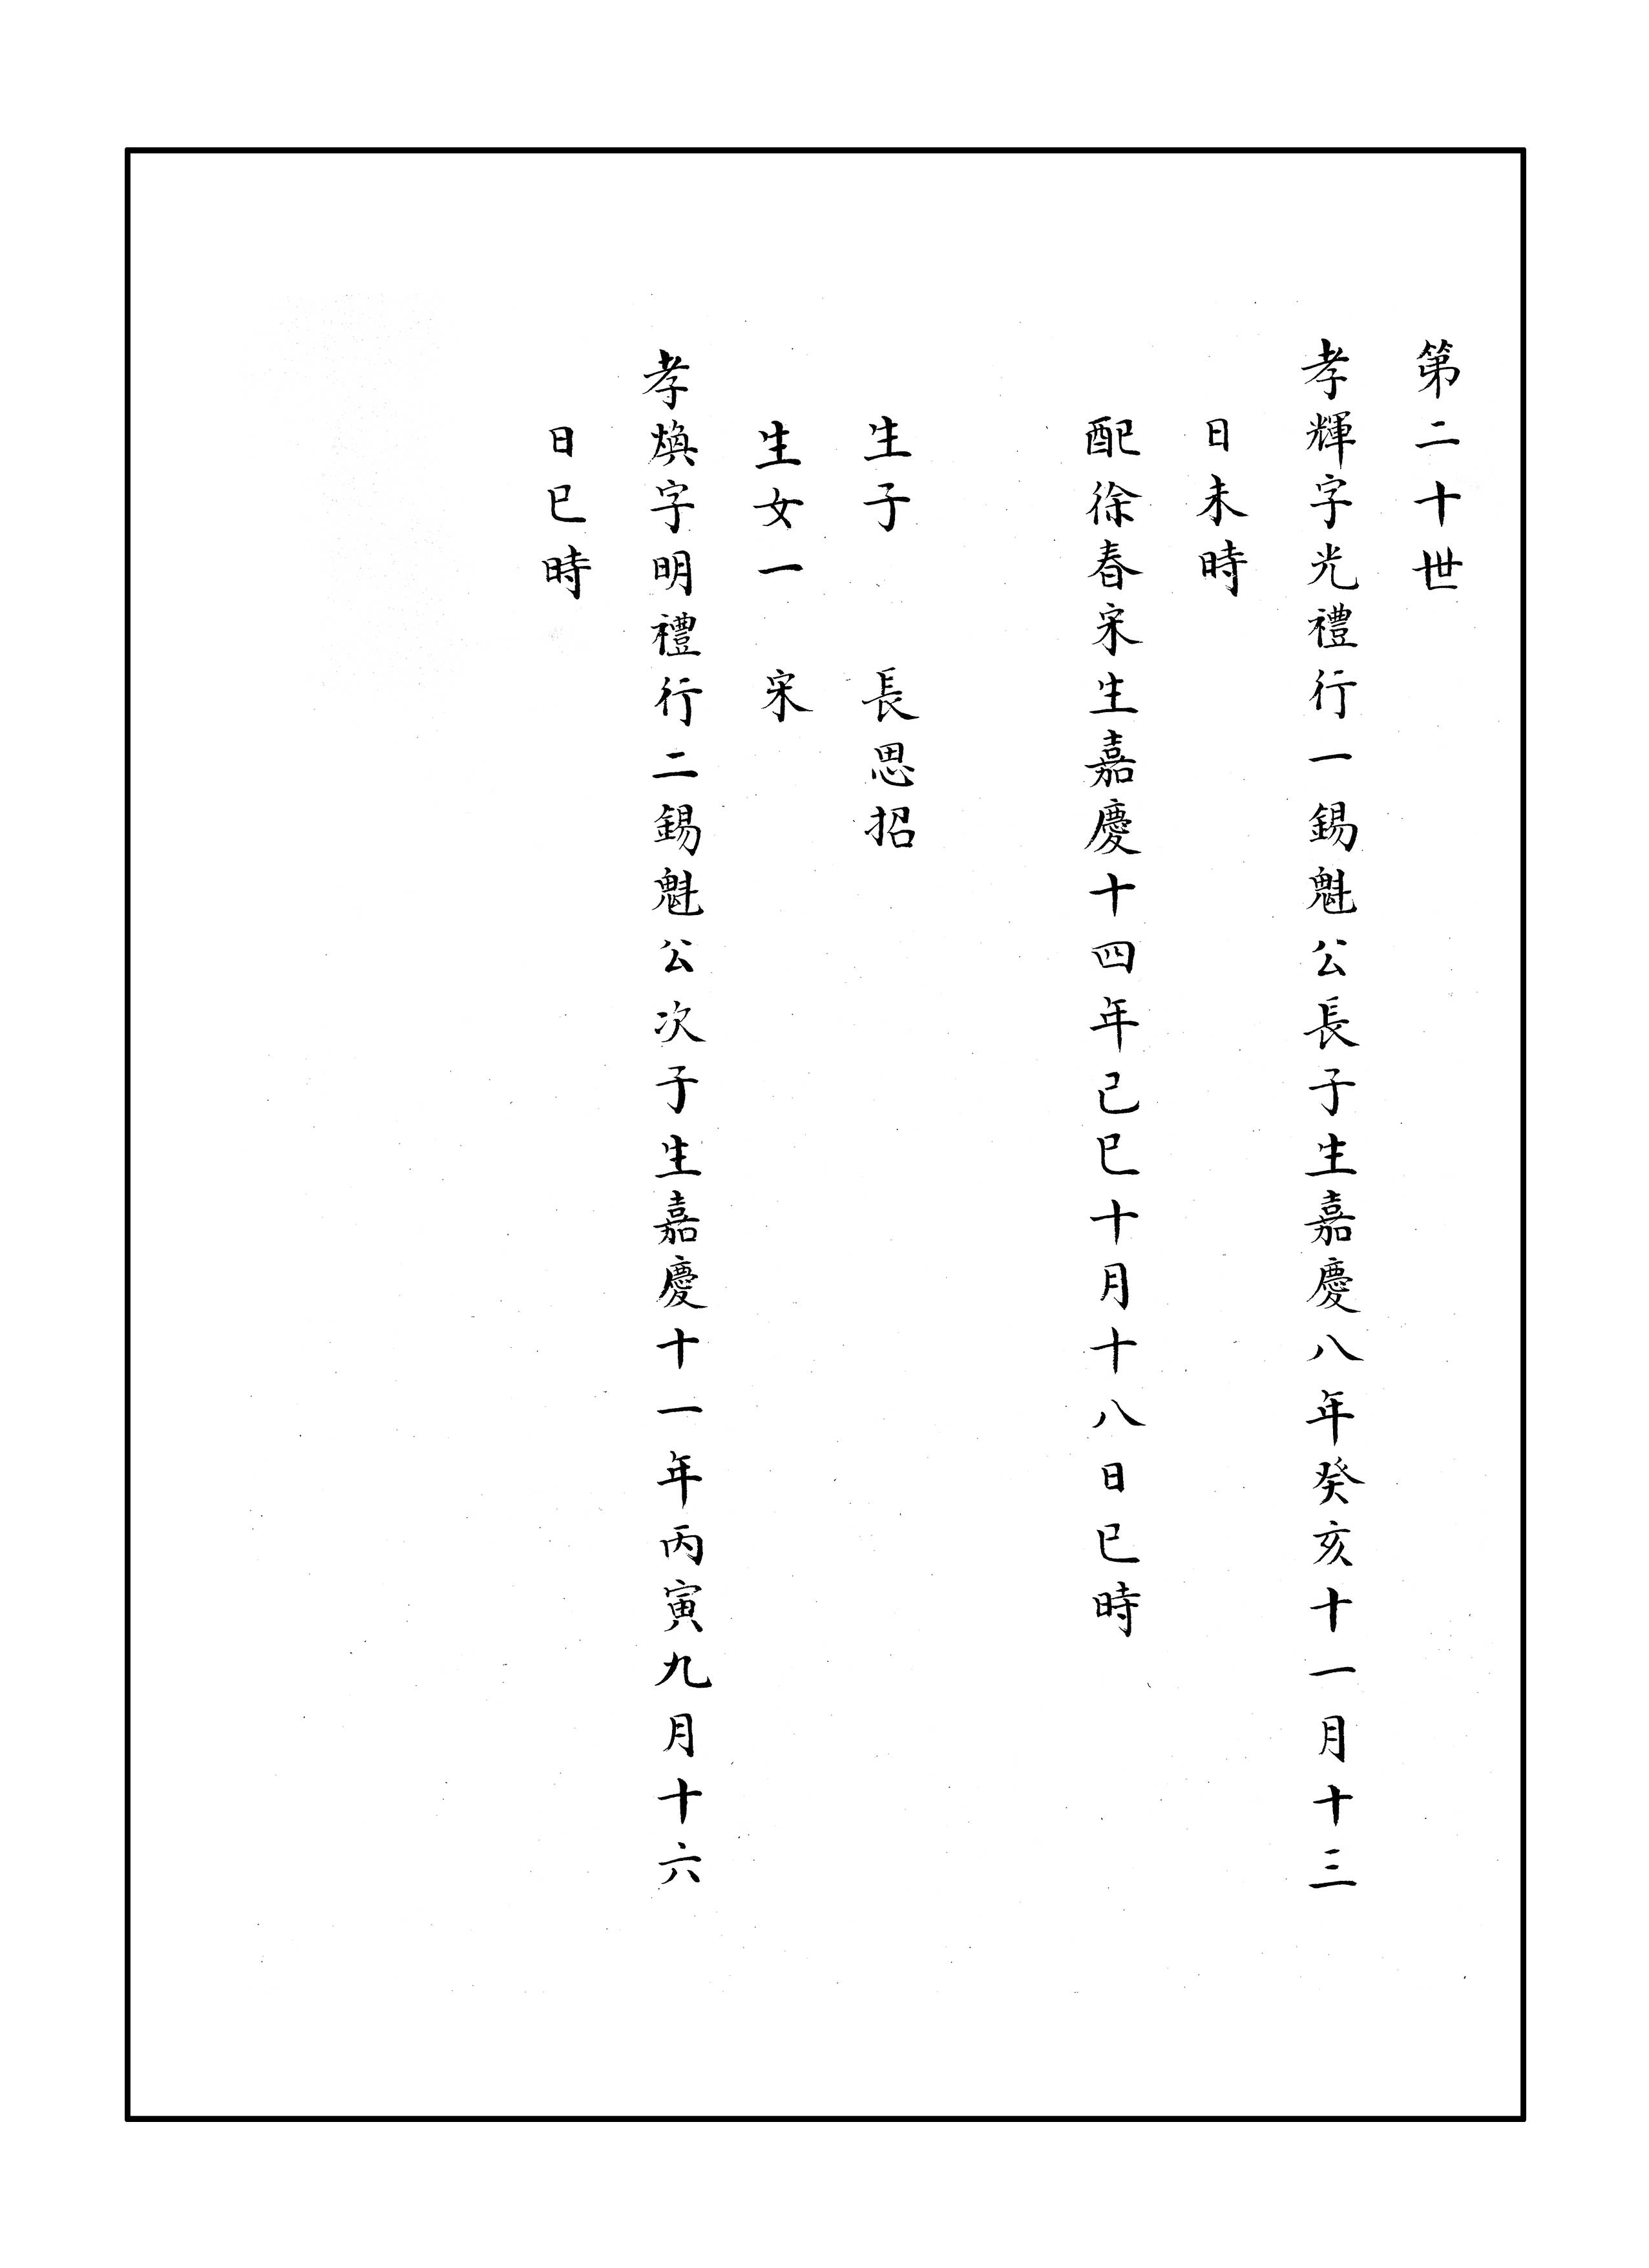 第二十世
孝輝字光禮行一錫魁公長子生嘉慶八年癸亥十一月十三
日未時
配徐春宋生嘉慶十四年己巳十月十八日巳時
生子 長思招
生女一 宋
孝煥字明禮行二錫魁公次子生嘉慶十一年丙寅九月十六
日巳時